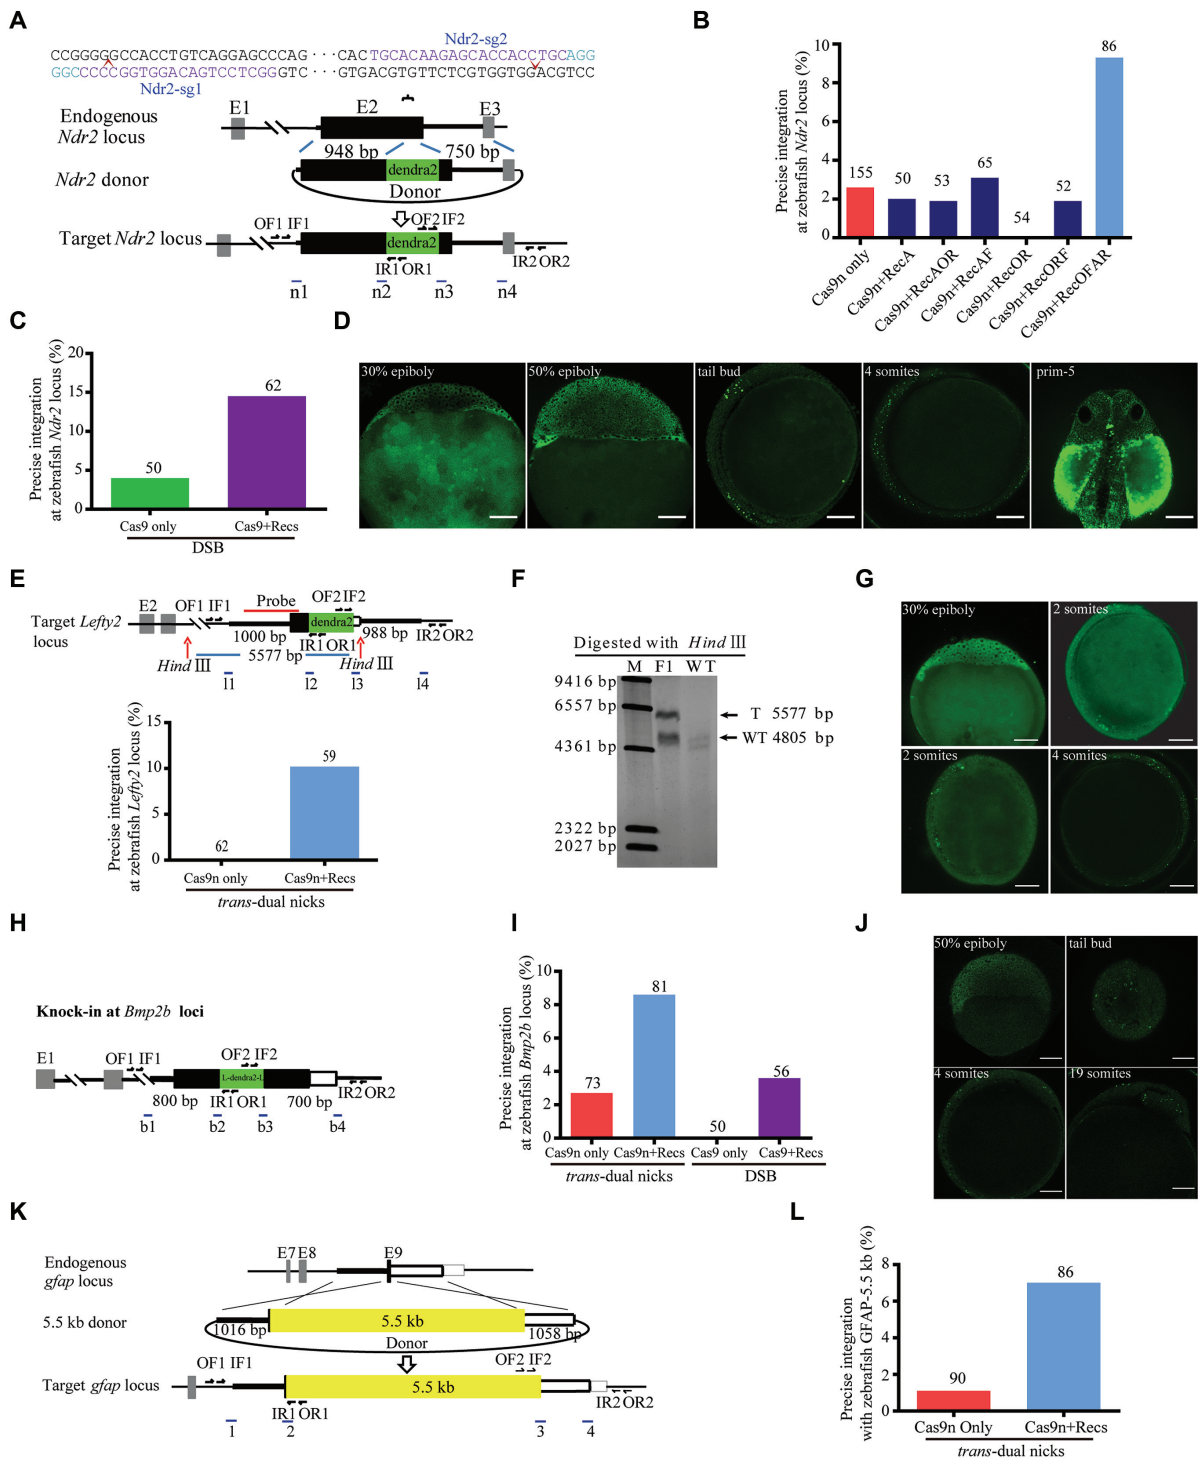 A
Ndr2-sg2
CCGGGGGCCACCTGTCAGGAGCCCAG···CACTGCACAAGAGCACCACCTGCAGG
GGCCCCCGGTGGACAGTCCTCGGGTC ···GTGACGTGTTCTCGTGGTGGACGTCC
Ndr2-sg1
Endogenous
Ndr2 locus
E1
E2
E3
948 bp
750 bp
Ndr2 donor
dendra2
Donor
Target Ndr2 locus
OF1 IF1
OF2 IF2
dendra2
IR1 OR1
IR2 OR2
n1
n2
n3
n4
B
Precise integration
at zebrafish Ndr2 locus (%)
10
8
6
4
2
0
155
50
53
65
54
52
86
Cas9n only
Cas9n+RecA
Cas9n+RecAOR
Cas9n+RecAF
Cas9n+RecOR
Cas9n+RecORF
Cas9n+RecOFAR
C
Precise integration
at zebrafish Ndr2 locus (%)
20
15
10
5
0
50
62
Cas9 only
Cas9+Recs
DSB
D
30% epiboly
50% epiboly
tail bud
4 somites
prim-5
E
Target Lefty2
locus
E2
OF1 IF1
Probe
OF2 IF2
dendra2
1000 bp
988 bp
IR1 OR1
IR2 OR2
5577 bp
Hind III
Hind III
l1
l2
l3
l4
Precise integration
at zebrafish Lefty2 locus (%)
15
10
5
0
62
59
Cas9n only
Cas9n+Recs
trans-dual nicks
F
Digested with Hind III
M F1 WT
9416 bp
6557 bp
4361 bp
2322 bp
2027 bp
T 5577 bp
WT 4805 bp
G
30% epiboly
2 somites
2 somites
4 somites
H
Knock-in at Bmp2b loci
E1
OF1 IF1
OF2 IF2
L-dendra2-L
800 bp
IR1 OR1
700 bp
IR2 OR2
b1
b2
b3
b4
I
Precise integration
at zebrafish Bmp2b locus (%)
10
8
6
4
2
0
73
81
50
56
Cas9n only
Cas9n+Recs
Cas9 only
Cas9+Recs
trans-dual nicks
DSB
J
50% epiboly
tail bud
4 somites
19 somites
K
Endogenous
gfap locus
E7 E8
E9
5.5 kb donor
1016 bp
5.5 kb
1058 bp
Donor
Target gfap locus
OF1 IF1
OF2 IF2
5.5 kb
IR1 OR1
IR2 OR2
1
2
3
4
L
Precise integration
with zebrafish GFAP-5.5 kb (%)
8
6
4
2
0
90
86
Cas9n Only
Cas9n+Recs
trans-dual nicks